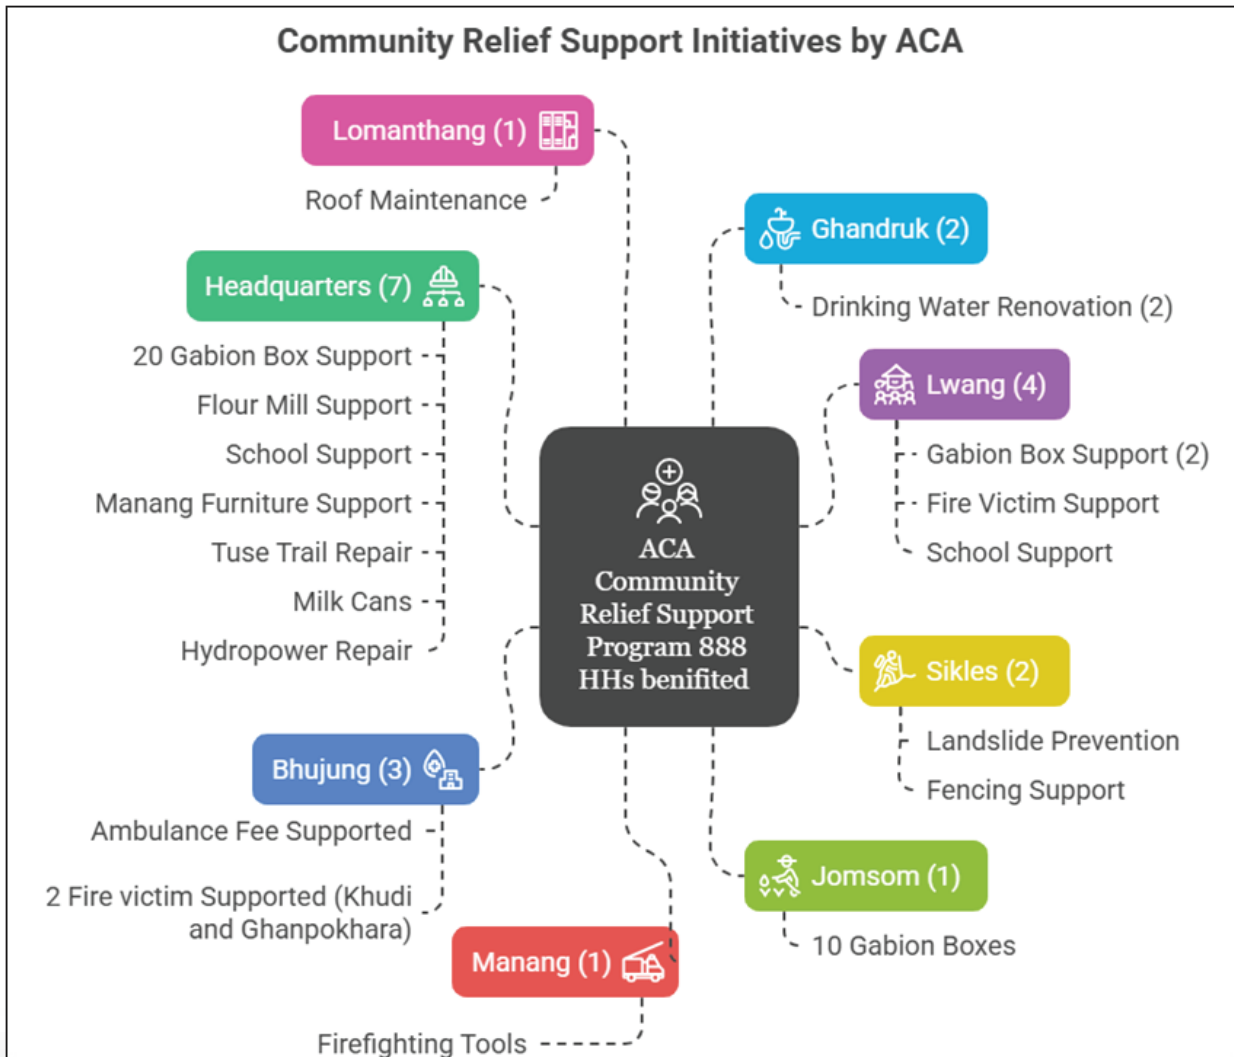 Community Relief Support Initiatives by ACA
Lomanthang (1)
Roof Maintenance
Headquarters (7)
20 Gabion Box Support
Flour Mill Support
School Support
Manang Furniture Support
Tuse Trail Repair
Milk Cans
Hydropower Repair
Bhujung (3)
Ambulance Fee Supported
2 Fire victim Supported (Khudi
and Ghanpokhara)
Manang (1)
Firefighting Tools
ACA
Community
Relief Support
Program 888
HHs benifited
Ghandruk (2)
Drinking Water Renovation (2)
Lwang (4)
Gabion Box Support (2)
Fire Victim Support
School Support
Sikles (2)
Landslide Prevention
Fencing Support
Jomsom (1)
10 Gabion Boxes